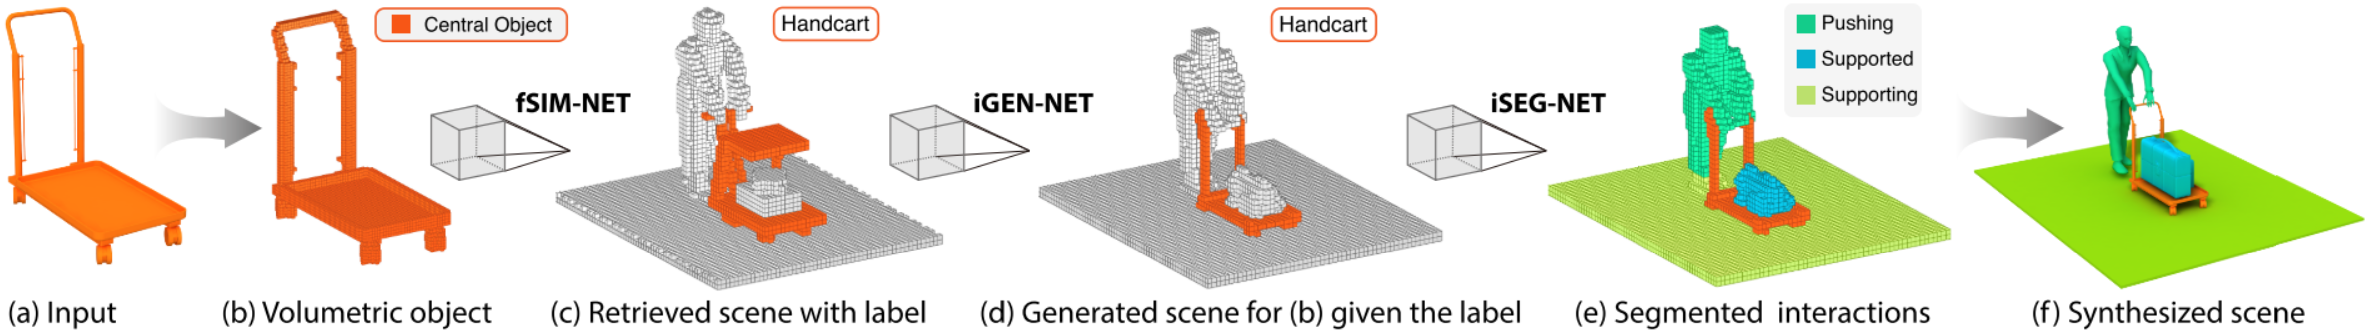 Central Object
Handcart
Handcart
Pushing
Supported
Supporting
fSIM-NET
iGEN-NET
iSEG-NET
(a) Input
(b) Volumetric object
(c) Retrieved scene with label
(d) Generated scene for (b) given the label
(e) Segmented interactions
(f) Synthesized scene